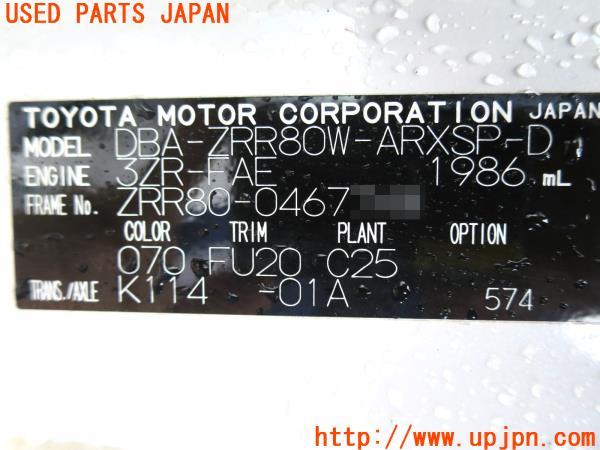 USED PARTS JAPAN
TOYOTA MOTOR CORPORATION JAPAN
MODEL DBA-ZRR80W-ARXSP-D
ENGINE 3ZR-FAE 1986 mL
FRAME No. ZRR80-0467
COLOR TRIM PLANT OPTION
070 FU20 C25
TRANS./AXLE K114 -01A 574
UPJ http://www.upjpn.com